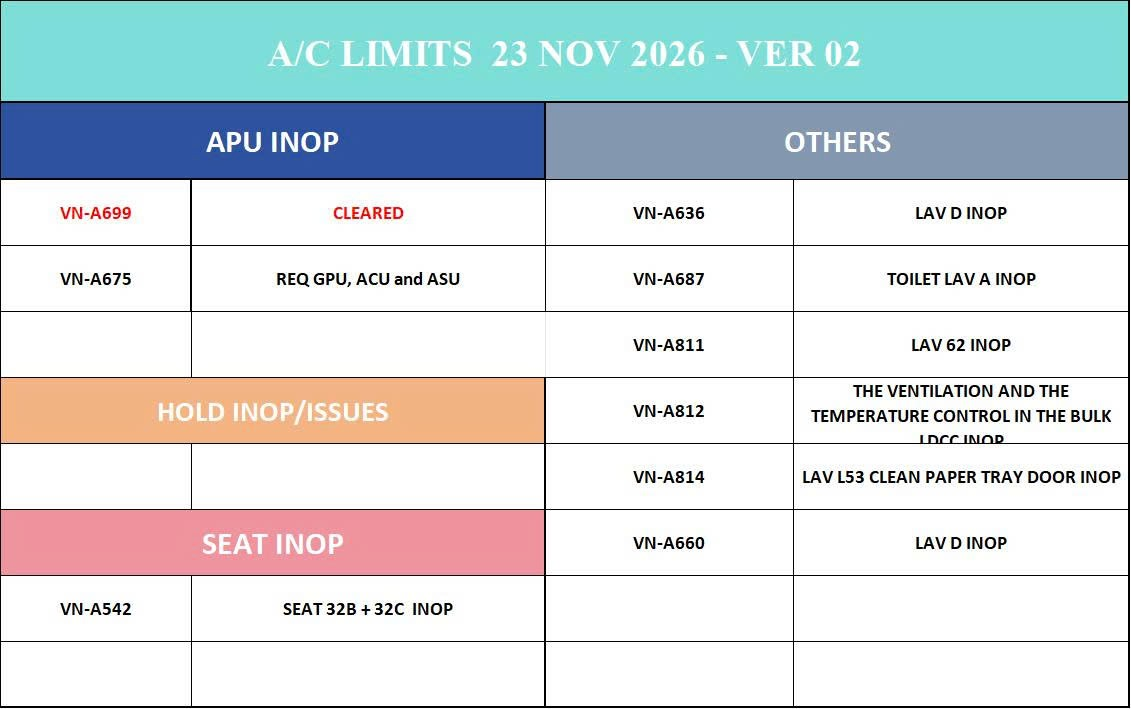 A/C LIMITS 23 NOV 2026 - VER 02
APU INOP
OTHERS
VN-A699 CLEARED
VN-A636 LAV D INOP
VN-A675 REQ GPU, ACU and ASU
VN-A687 TOILET LAV A INOP
VN-A811 LAV 62 INOP
HOLD INOP/ISSUES
VN-A812
THE VENTILATION AND THE
TEMPERATURE CONTROL IN THE BULK
LDCC INOP
VN-A814 LAV L53 CLEAN PAPER TRAY DOOR INOP
SEAT INOP
VN-A660 LAV D INOP
VN-A542 SEAT 32B + 32C INOP